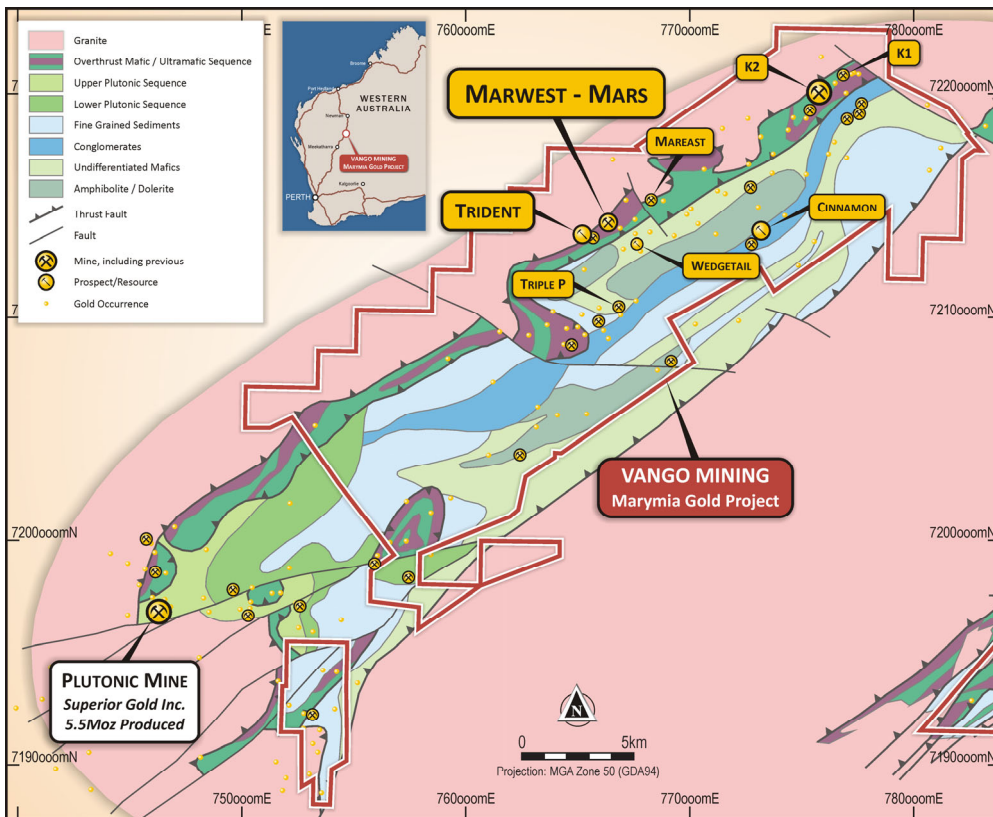 760000mE
770000mE
780000mE
Granite
Overthrust Mafic / Ultramafic Sequence
Upper Plutonic Sequence
Lower Plutonic Sequence
Fine Grained Sediments
Conglomerates
Undifferentiated Mafics
Amphibolite / Dolerite
Thrust Fault
Fault
Mine, including previous
Prospect/Resource
Gold Occurrence
Broome
Port Hedland
WESTERN
AUSTRALIA
Newman
Meekatharra
VANGO MINING
MARYMIA GOLD PROJECT
Kalgoorlie
PERTH
K2
K1
7220000mN
7220000mN
MARWEST - MARS
MAREAST
TRIDENT
CINNAMON
WEDGETAIL
TRIPLE P
7210000mN
7210000mN
VANGO MINING
Marymia Gold Project
7200000mN
7200000mN
PLUTONIC MINE
Superior Gold Inc.
5.5Moz Produced
N
0 5km
Projection: MGA Zone 50 (GDA94)
7190000mN
7190000mN
750000mE
760000mE
770000mE
780000mE